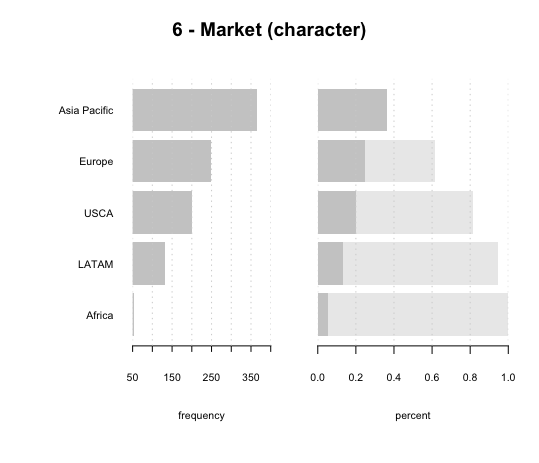 6 - Market (character)
Asia Pacific
Europe
USCA
LATAM
Africa
50 150 250 350
0.0 0.2 0.4 0.6 0.8 1.0
frequency
percent